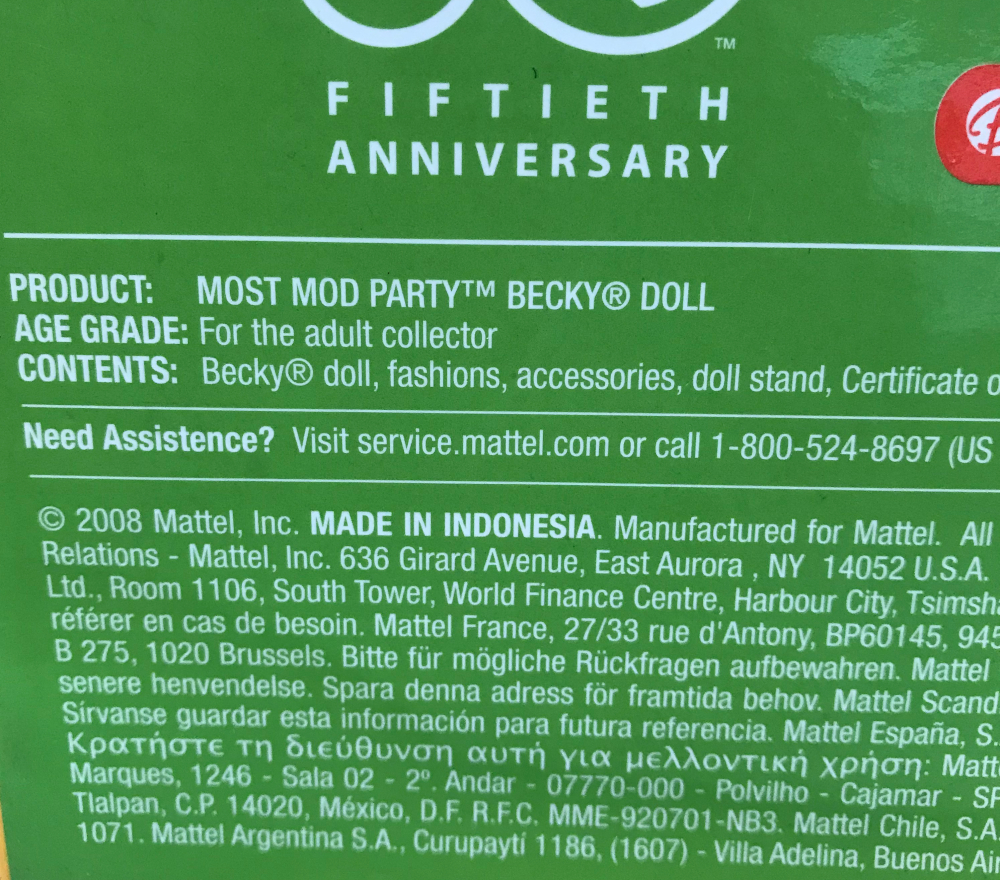 TM
FIFTIETH
ANNIVERSARY
PRODUCT: MOST MOD PARTY™ BECKY® DOLL
AGE GRADE: For the adult collector
CONTENTS: Becky® doll, fashions, accessories, doll stand, Certificate
Need Assistence? Visit service.mattel.com or call 1-800-524-8697 (US
© 2008 Mattel, Inc. MADE IN INDONESIA. Manufactured for Mattel. All
Relations - Mattel, Inc. 636 Girard Avenue, East Aurora , NY 14052 U.S.A.
Ltd., Room 1106, South Tower, World Finance Centre, Harbour City, Tsimsh
référer en cas de besoin. Mattel France, 27/33 rue d'Antony, BP60145, 945
B 275, 1020 Brussels. Bitte für mögliche Rückfragen aufbewahren. Mattel
senere henvendelse. Spara denna adress för framtida behov. Mattel Scand
Sírvanse guardar esta información para futura referencia. Mattel España, S.
Κρατήστε τη διεύθυνση αυτή για μελλοντική χρήση: Matt
Marques, 1246 - Sala 02 - 2º. Andar - 07770-000 - Polvilho - Cajamar - SP
Tlalpan, C.P. 14020, México, D.F. R.F.C. MME-920701-NB3. Mattel Chile, S.A
1071. Mattel Argentina S.A., Curupaytí 1186, (1607) - Villa Adelina, Buenos Air